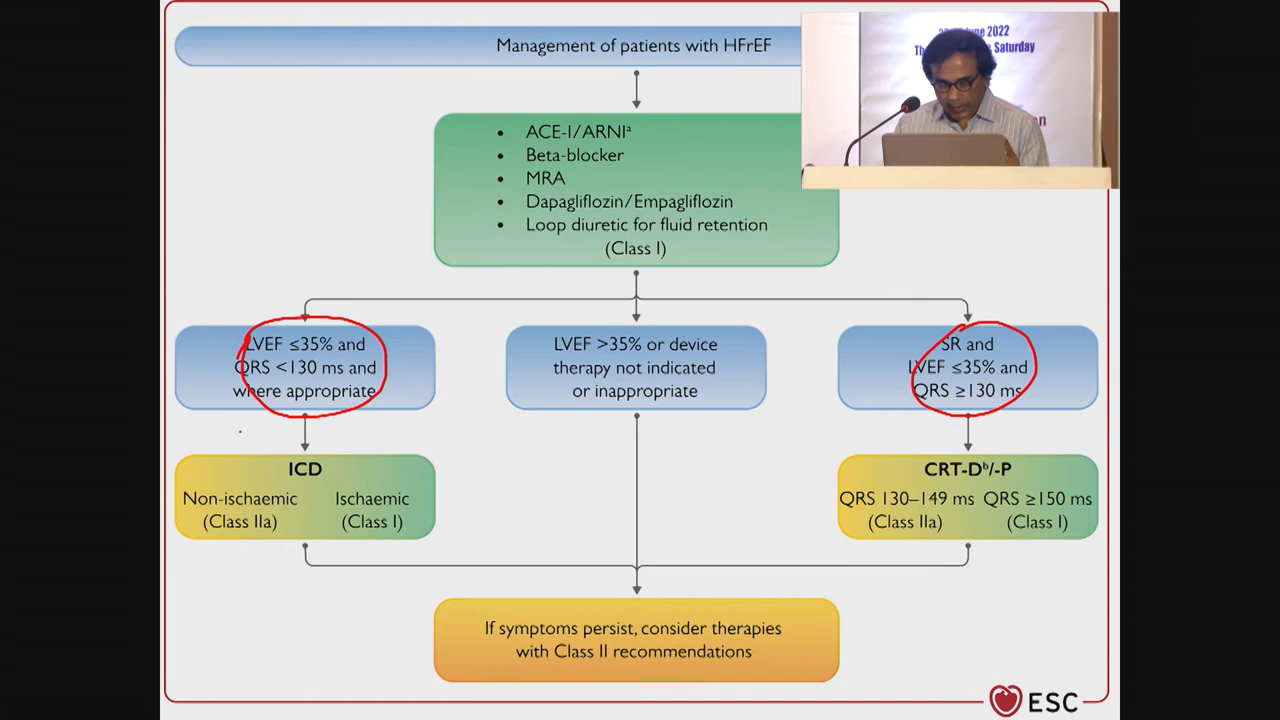 Management of patients with HFrEF
June 2022
Saturday
• ACE-I/ARNIᵃ
• Beta-blocker
• MRA
• Dapagliflozin/Empagliflozin
• Loop diuretic for fluid retention
(Class I)
LVEF ≤35% and
QRS <130 ms and
where appropriate
LVEF >35% or device
therapy not indicated
or inappropriate
SR and
LVEF ≤35% and
QRS ≥130 ms
ICD
Non-ischaemic
(Class IIa)
Ischaemic
(Class I)
CRT-Dᵇ/-P
QRS 130–149 ms
(Class IIa)
QRS ≥150 ms
(Class I)
If symptoms persist, consider therapies
with Class II recommendations
ESC